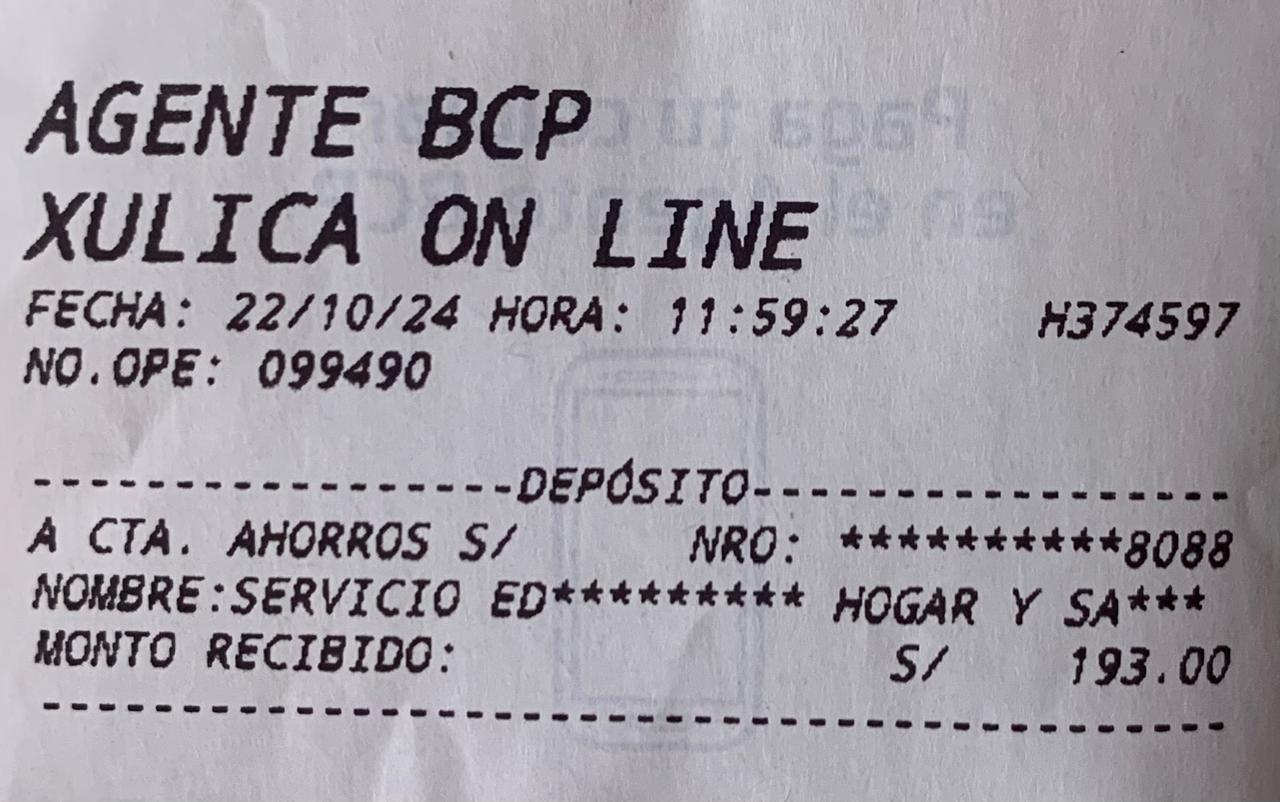 AGENTE BCP
XULICA ON LINE
FECHA: 22/10/24 HORA: 11:59:27 H374597
NO.OPE: 099490
-----------------DEPÓSITO-----------------
A CTA. AHORROS S/ NRO: **********8088
NOMBRE:SERVICIO ED********* HOGAR Y SA***
MONTO RECIBIDO: S/ 193.00
------------------------------------------